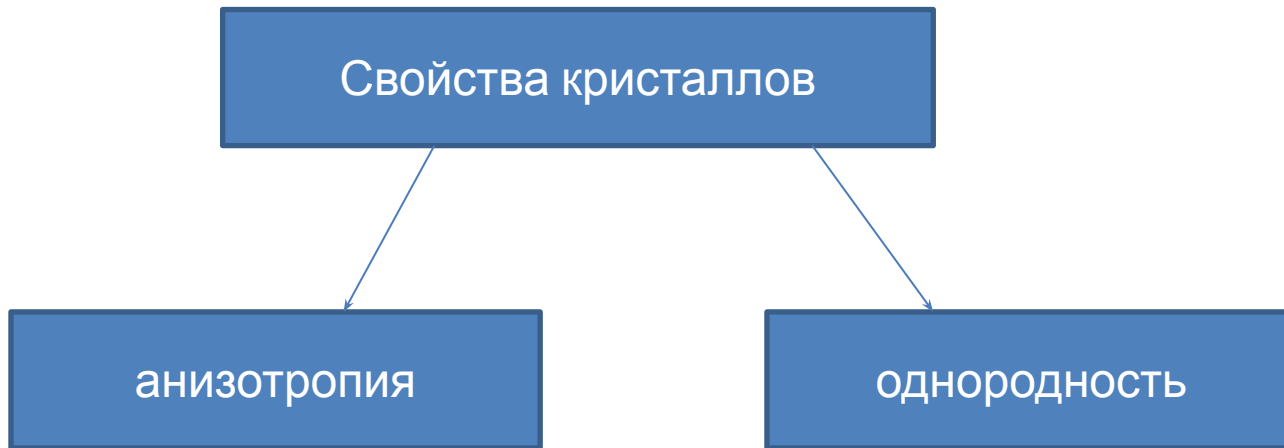 Свойства кристаллов
анизотропия
однородность